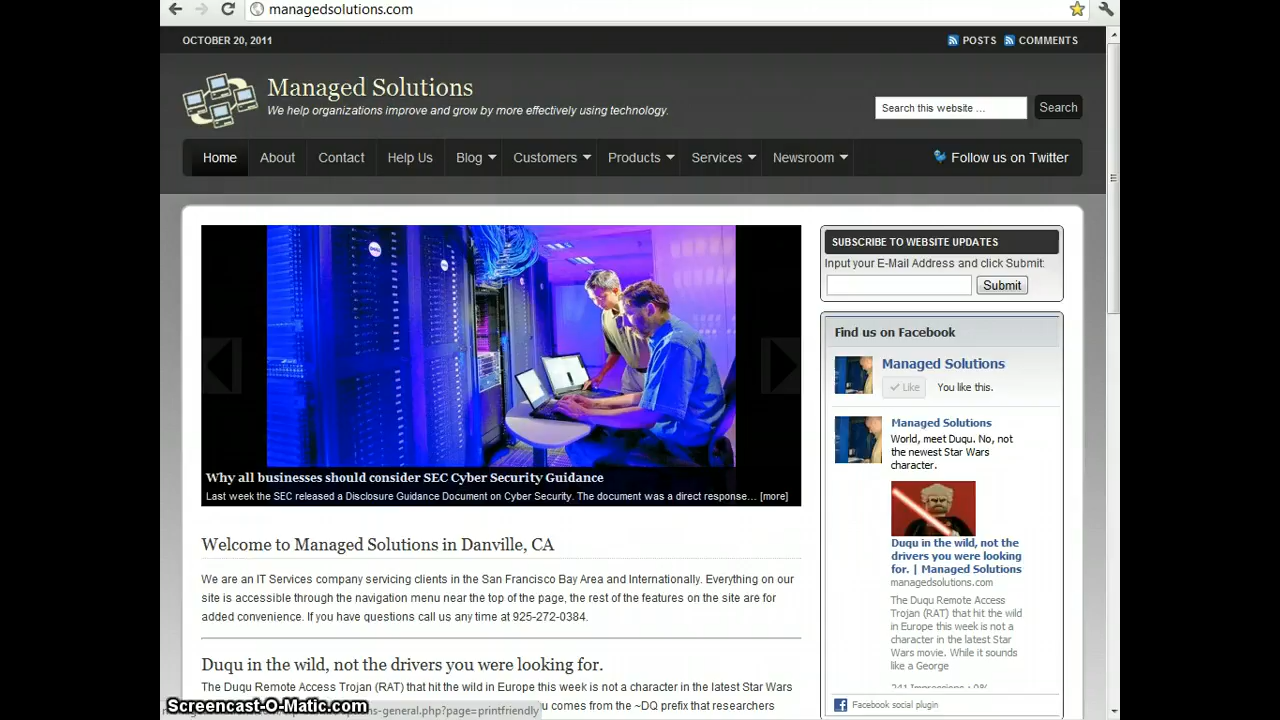 managedsolutions.com
OCTOBER 20, 2011
POSTS COMMENTS
Managed Solutions
We help organizations improve and grow by more effectively using technology.
Search this website ... Search
Home About Contact Help Us Blog Customers Products Services Newsroom Follow us on Twitter
SUBSCRIBE TO WEBSITE UPDATES
Input your E-Mail Address and click Submit:
Submit
Find us on Facebook
Managed Solutions
Like You like this.
Managed Solutions
World, meet Duqu. No, not
the newest Star Wars
character.
Duqu in the wild, not the
drivers you were looking
for. | Managed Solutions
managedsolutions.com
The Duqu Remote Access
Trojan (RAT) that hit the wild
in Europe this week is not a
character in the latest Star
Wars movie. While it sounds
like a George
Facebook social plugin
DELL
Why all businesses should consider SEC Cyber Security Guidance
Last week the SEC released a Disclosure Guidance Document on Cyber Security. The document was a direct response... [more]
Welcome to Managed Solutions in Danville, CA
We are an IT Services company servicing clients in the San Francisco Bay Area and Internationally. Everything on our
site is accessible through the navigation menu near the top of the page, the rest of the features on the site are for
added convenience. If you have questions call us any time at 925-272-0384.
Duqu in the wild, not the drivers you were looking for.
The Duqu Remote Access Trojan (RAT) that hit the wild in Europe this week is not a character in the latest Star Wars
u comes from the ~DQ prefix that researchers
Screencast-O-Matic.com
ns-general.php?page=printfriendly